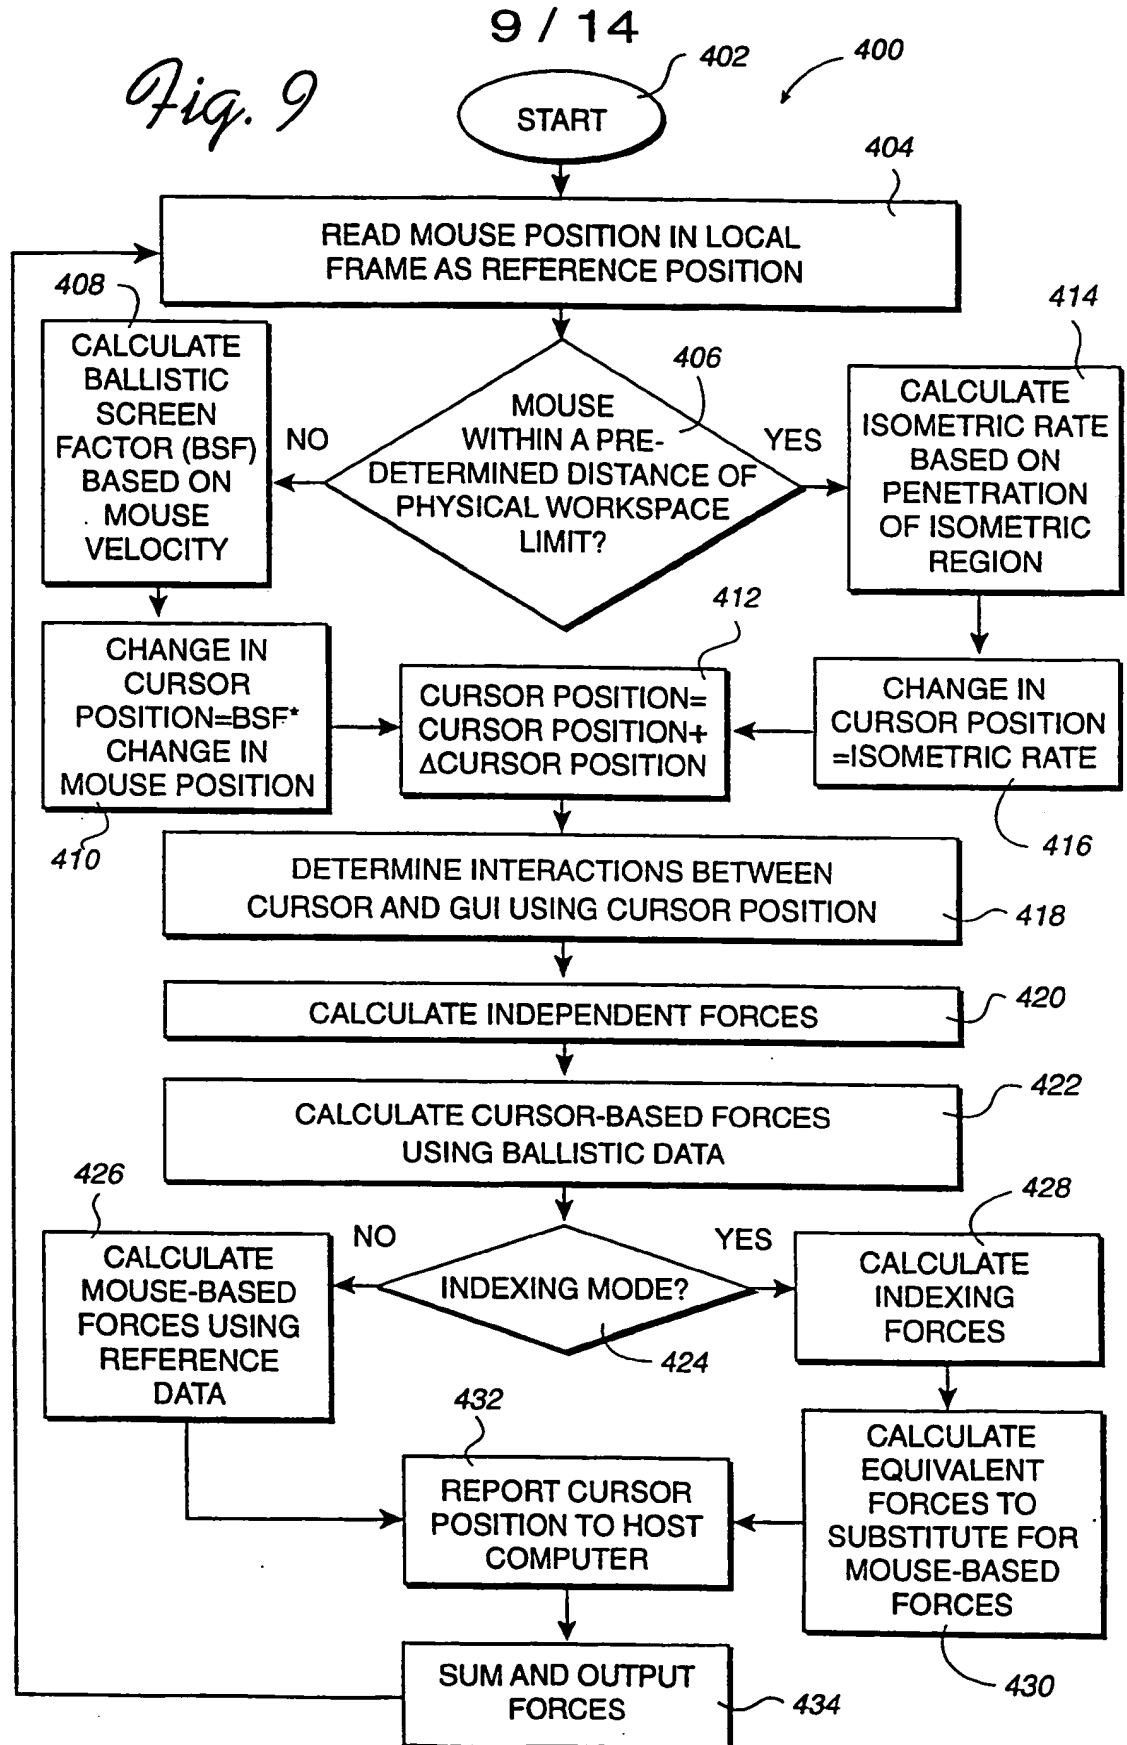 9 / 14
Fig. 9
402
400
START
404
READ MOUSE POSITION IN LOCAL
FRAME AS REFERENCE POSITION
408
CALCULATE
BALLISTIC
SCREEN
FACTOR (BSF)
BASED ON
MOUSE
VELOCITY
NO
406
MOUSE
WITHIN A PRE-
DETERMINED DISTANCE OF
PHYSICAL WORKSPACE
LIMIT?
YES
414
CALCULATE
ISOMETRIC RATE
BASED ON
PENETRATION
OF ISOMETRIC
REGION
CHANGE IN
CURSOR
POSITION=BSF*
CHANGE IN
MOUSE POSITION
410
412
CURSOR POSITION=
CURSOR POSITION+
ΔCURSOR POSITION
CHANGE IN
CURSOR POSITION
=ISOMETRIC RATE
416
DETERMINE INTERACTIONS BETWEEN
CURSOR AND GUI USING CURSOR POSITION
418
CALCULATE INDEPENDENT FORCES
420
CALCULATE CURSOR-BASED FORCES
USING BALLISTIC DATA
422
426
CALCULATE
MOUSE-BASED
FORCES USING
REFERENCE
DATA
NO
INDEXING MODE?
YES
424
428
CALCULATE
INDEXING
FORCES
432
REPORT CURSOR
POSITION TO HOST
COMPUTER
CALCULATE
EQUIVALENT
FORCES TO
SUBSTITUTE FOR
MOUSE-BASED
FORCES
430
SUM AND OUTPUT
FORCES
434